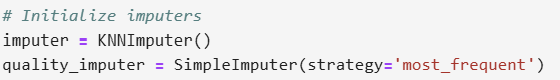 # Initialize imputers
imputer = KNNImputer()
quality_imputer = SimpleImputer(strategy='most_frequent')